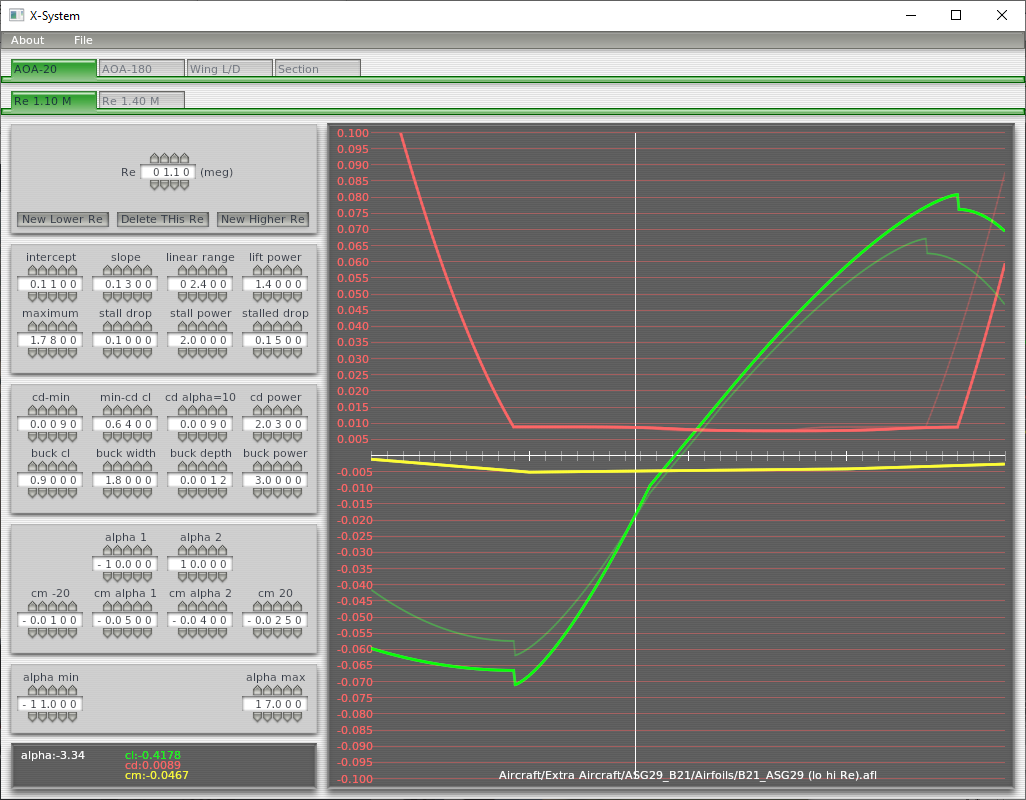 X-System
About File
AOA-20 AOA-180 Wing L/D Section
Re 1.10 M Re 1.40 M
Re 0 1.1 0 (meg)
New Lower Re Delete THis Re New Higher Re
intercept slope linear range lift power
0.1 1 0 0 0.1 3 0 0 0 2.4 0 0 1.4 0 0 0
maximum stall drop stall power stalled drop
1.7 8 0 0 0.1 0 0 0 2.0 0 0 0 0.1 5 0 0
cd-min min-cd cl cd alpha=10 cd power
0.0 0 9 0 0.6 4 0 0 0.0 0 9 0 2.0 3 0 0
buck cl buck width buck depth buck power
0.9 0 0 0 1.8 0 0 0 0.0 0 1 2 3.0 0 0 0
alpha 1 alpha 2
- 1 0.0 0 0 1 0.0 0 0
cm -20 cm alpha 1 cm alpha 2 cm 20
- 0.0 1 0 0 - 0.0 5 0 0 - 0.0 4 0 0 - 0.0 2 5 0
alpha min alpha max
- 1 1.0 0 0 1 7.0 0 0
alpha:-3.34 cl:-0.4178
cd:0.0089
cm:-0.0467
0.100
0.095
0.090
0.085
0.080
0.075
0.070
0.065
0.060
0.055
0.050
0.045
0.040
0.035
0.030
0.025
0.020
0.015
0.010
0.005
-0.005
-0.010
-0.015
-0.020
-0.025
-0.030
-0.035
-0.040
-0.045
-0.050
-0.055
-0.060
-0.065
-0.070
-0.075
-0.080
-0.085
-0.090
-0.095
-0.100
Aircraft/Extra Aircraft/ASG29_B21/Airfoils/B21_ASG29 (lo hi Re).afl